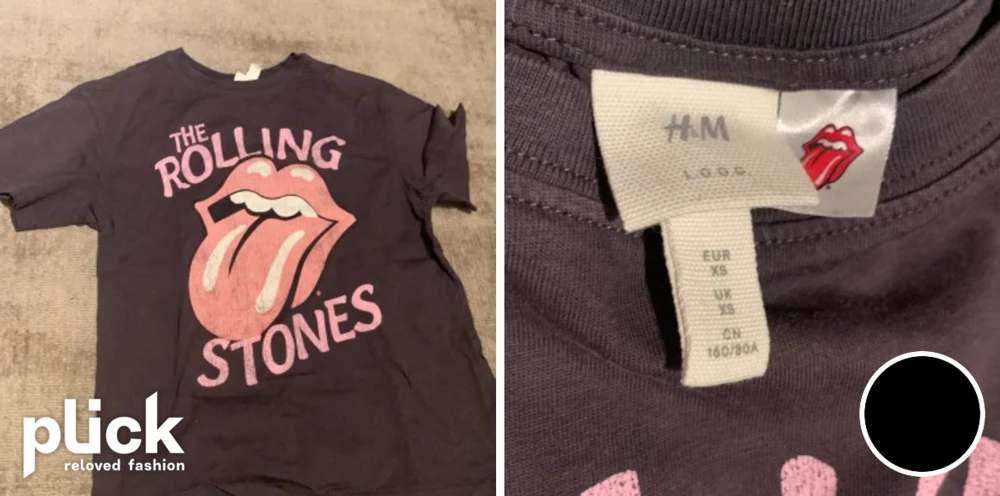 THE
ROLLING
STONES
plick
reloved fashion
H&M
L.O.G.G.
EUR
XS
UK
XS
CN
160/80A